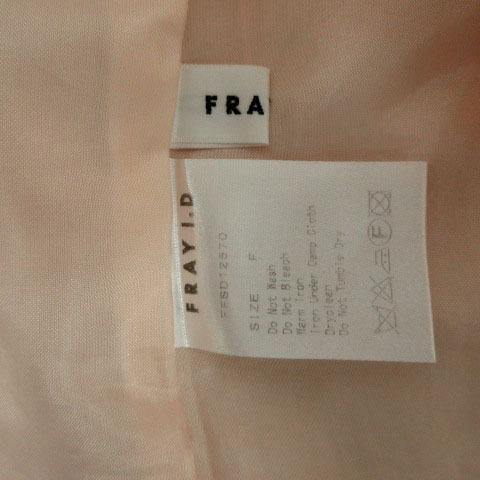 FRA
FRAY I.D
FFSD12570
SIZE F
Do Not Wash
Do Not Bleach
Warm Iron
Iron Under Damp Cloth
Dryclean
Do Not Tumble Dry
F